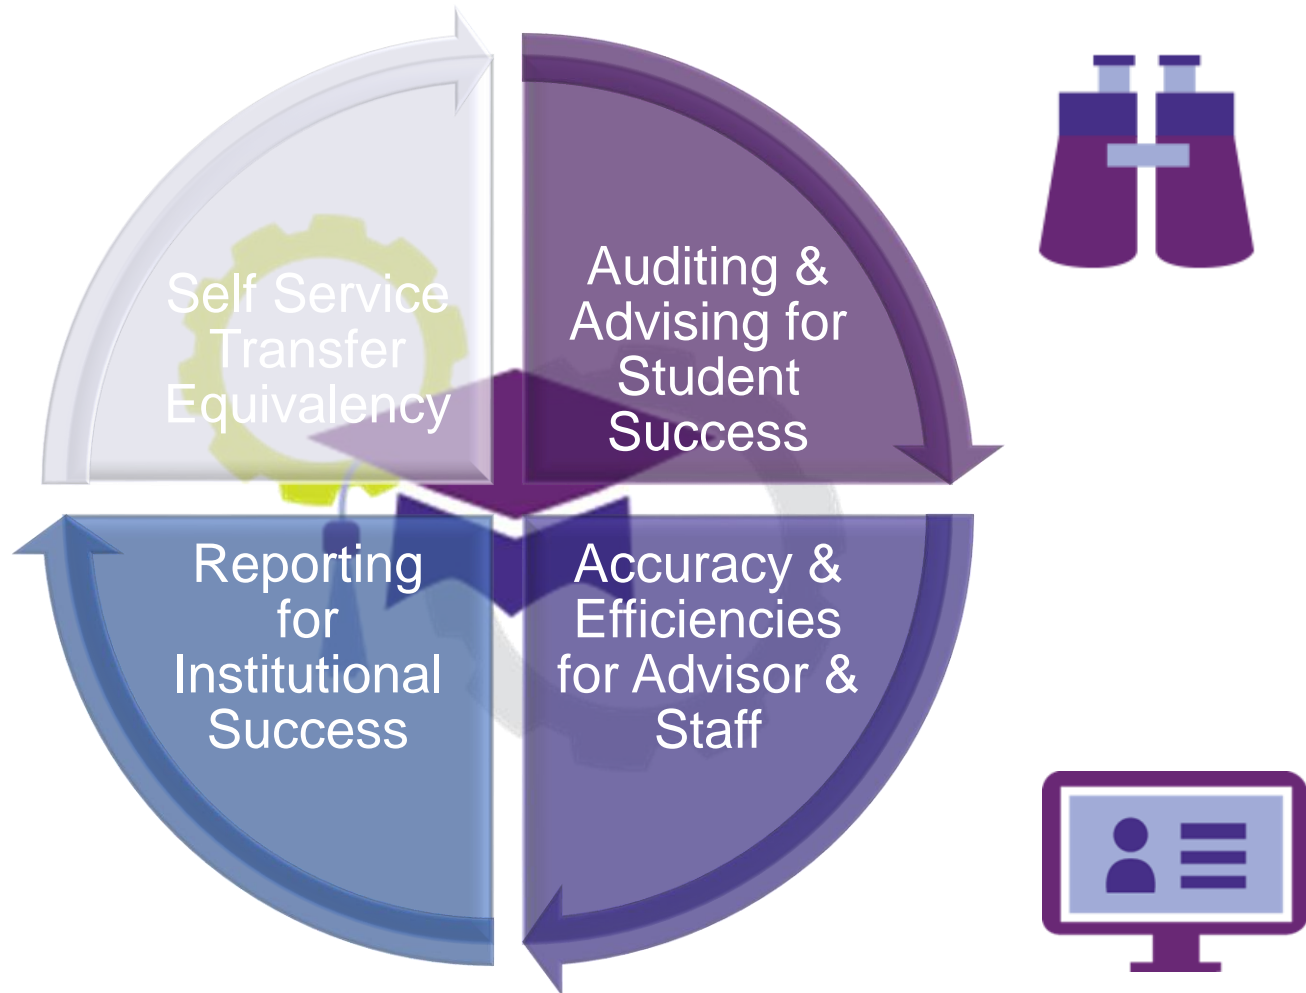 Self Service
Transfer
Equivalency
Auditing &
Advising for
Student
Success
Reporting
for
Institutional
Success
Accuracy &
Efficiencies
for Advisor &
Staff